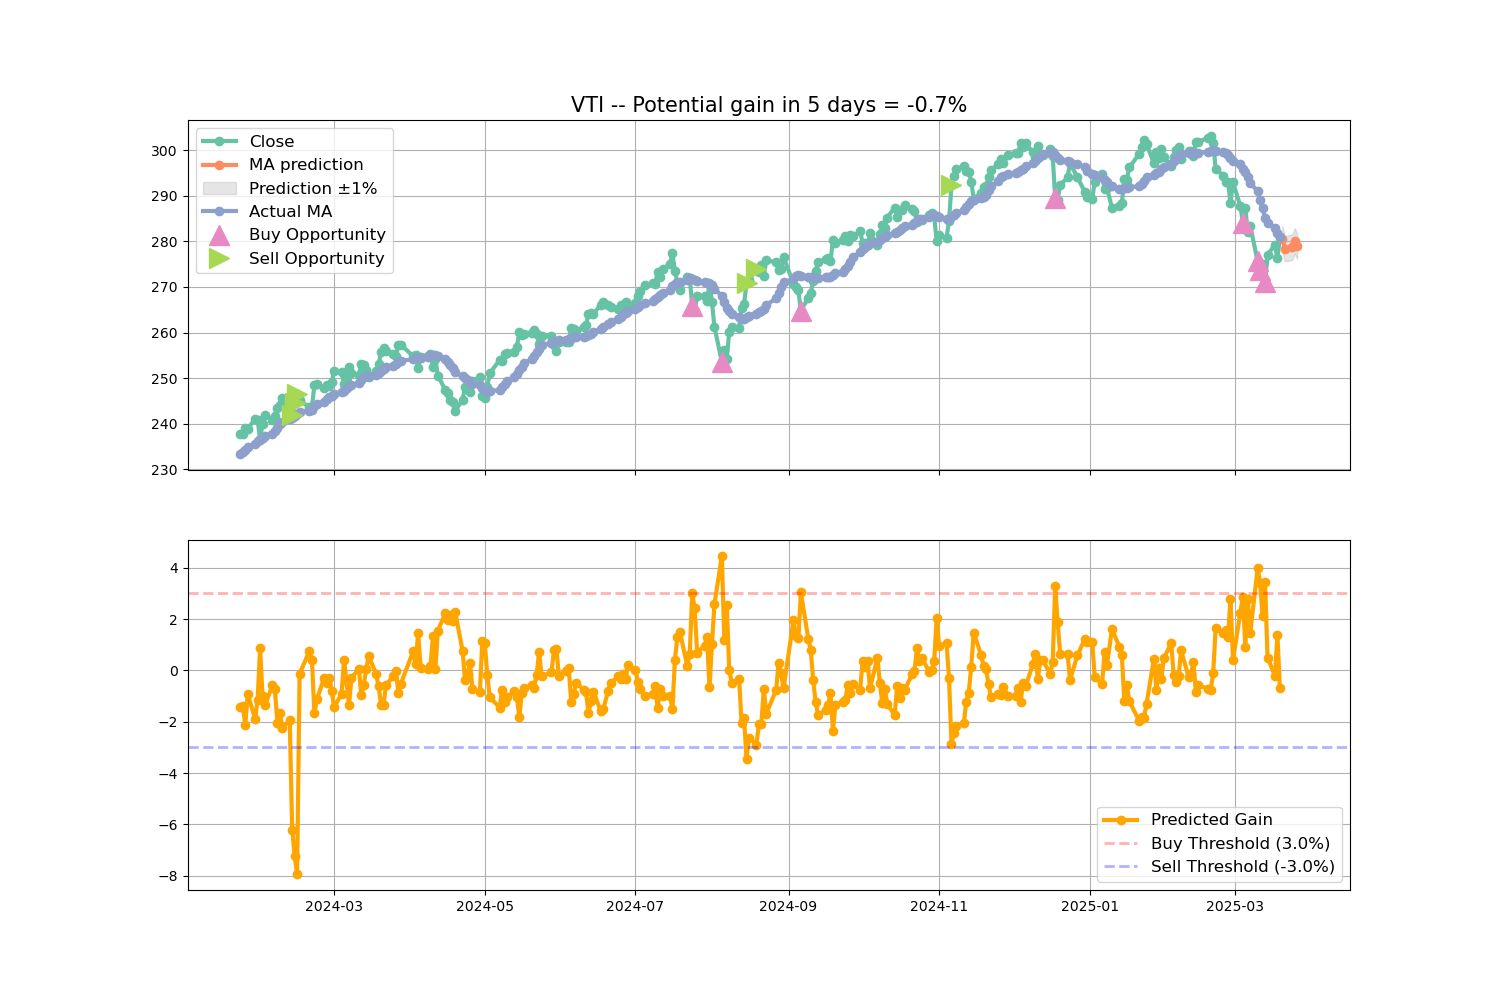 VTI -- Potential gain in 5 days = -0.7%
Close
MA prediction
Prediction ±1%
Actual MA
Buy Opportunity
Sell Opportunity
300
290
280
270
260
250
240
230
4
2
0
−2
−4
−6
−8
Predicted Gain
Buy Threshold (3.0%)
Sell Threshold (-3.0%)
2024-03
2024-05
2024-07
2024-09
2024-11
2025-01
2025-03